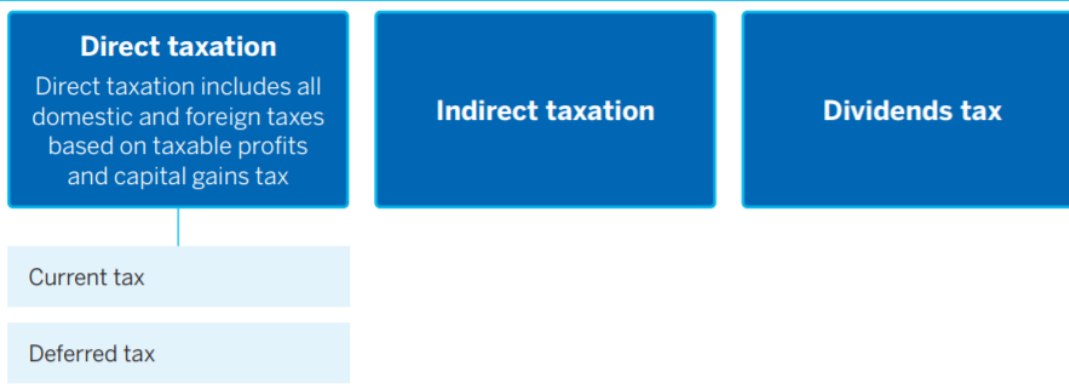 Direct taxation
Direct taxation includes all
domestic and foreign taxes
based on taxable profits
and capital gains tax
Indirect taxation
Dividends tax
Current tax
Deferred tax